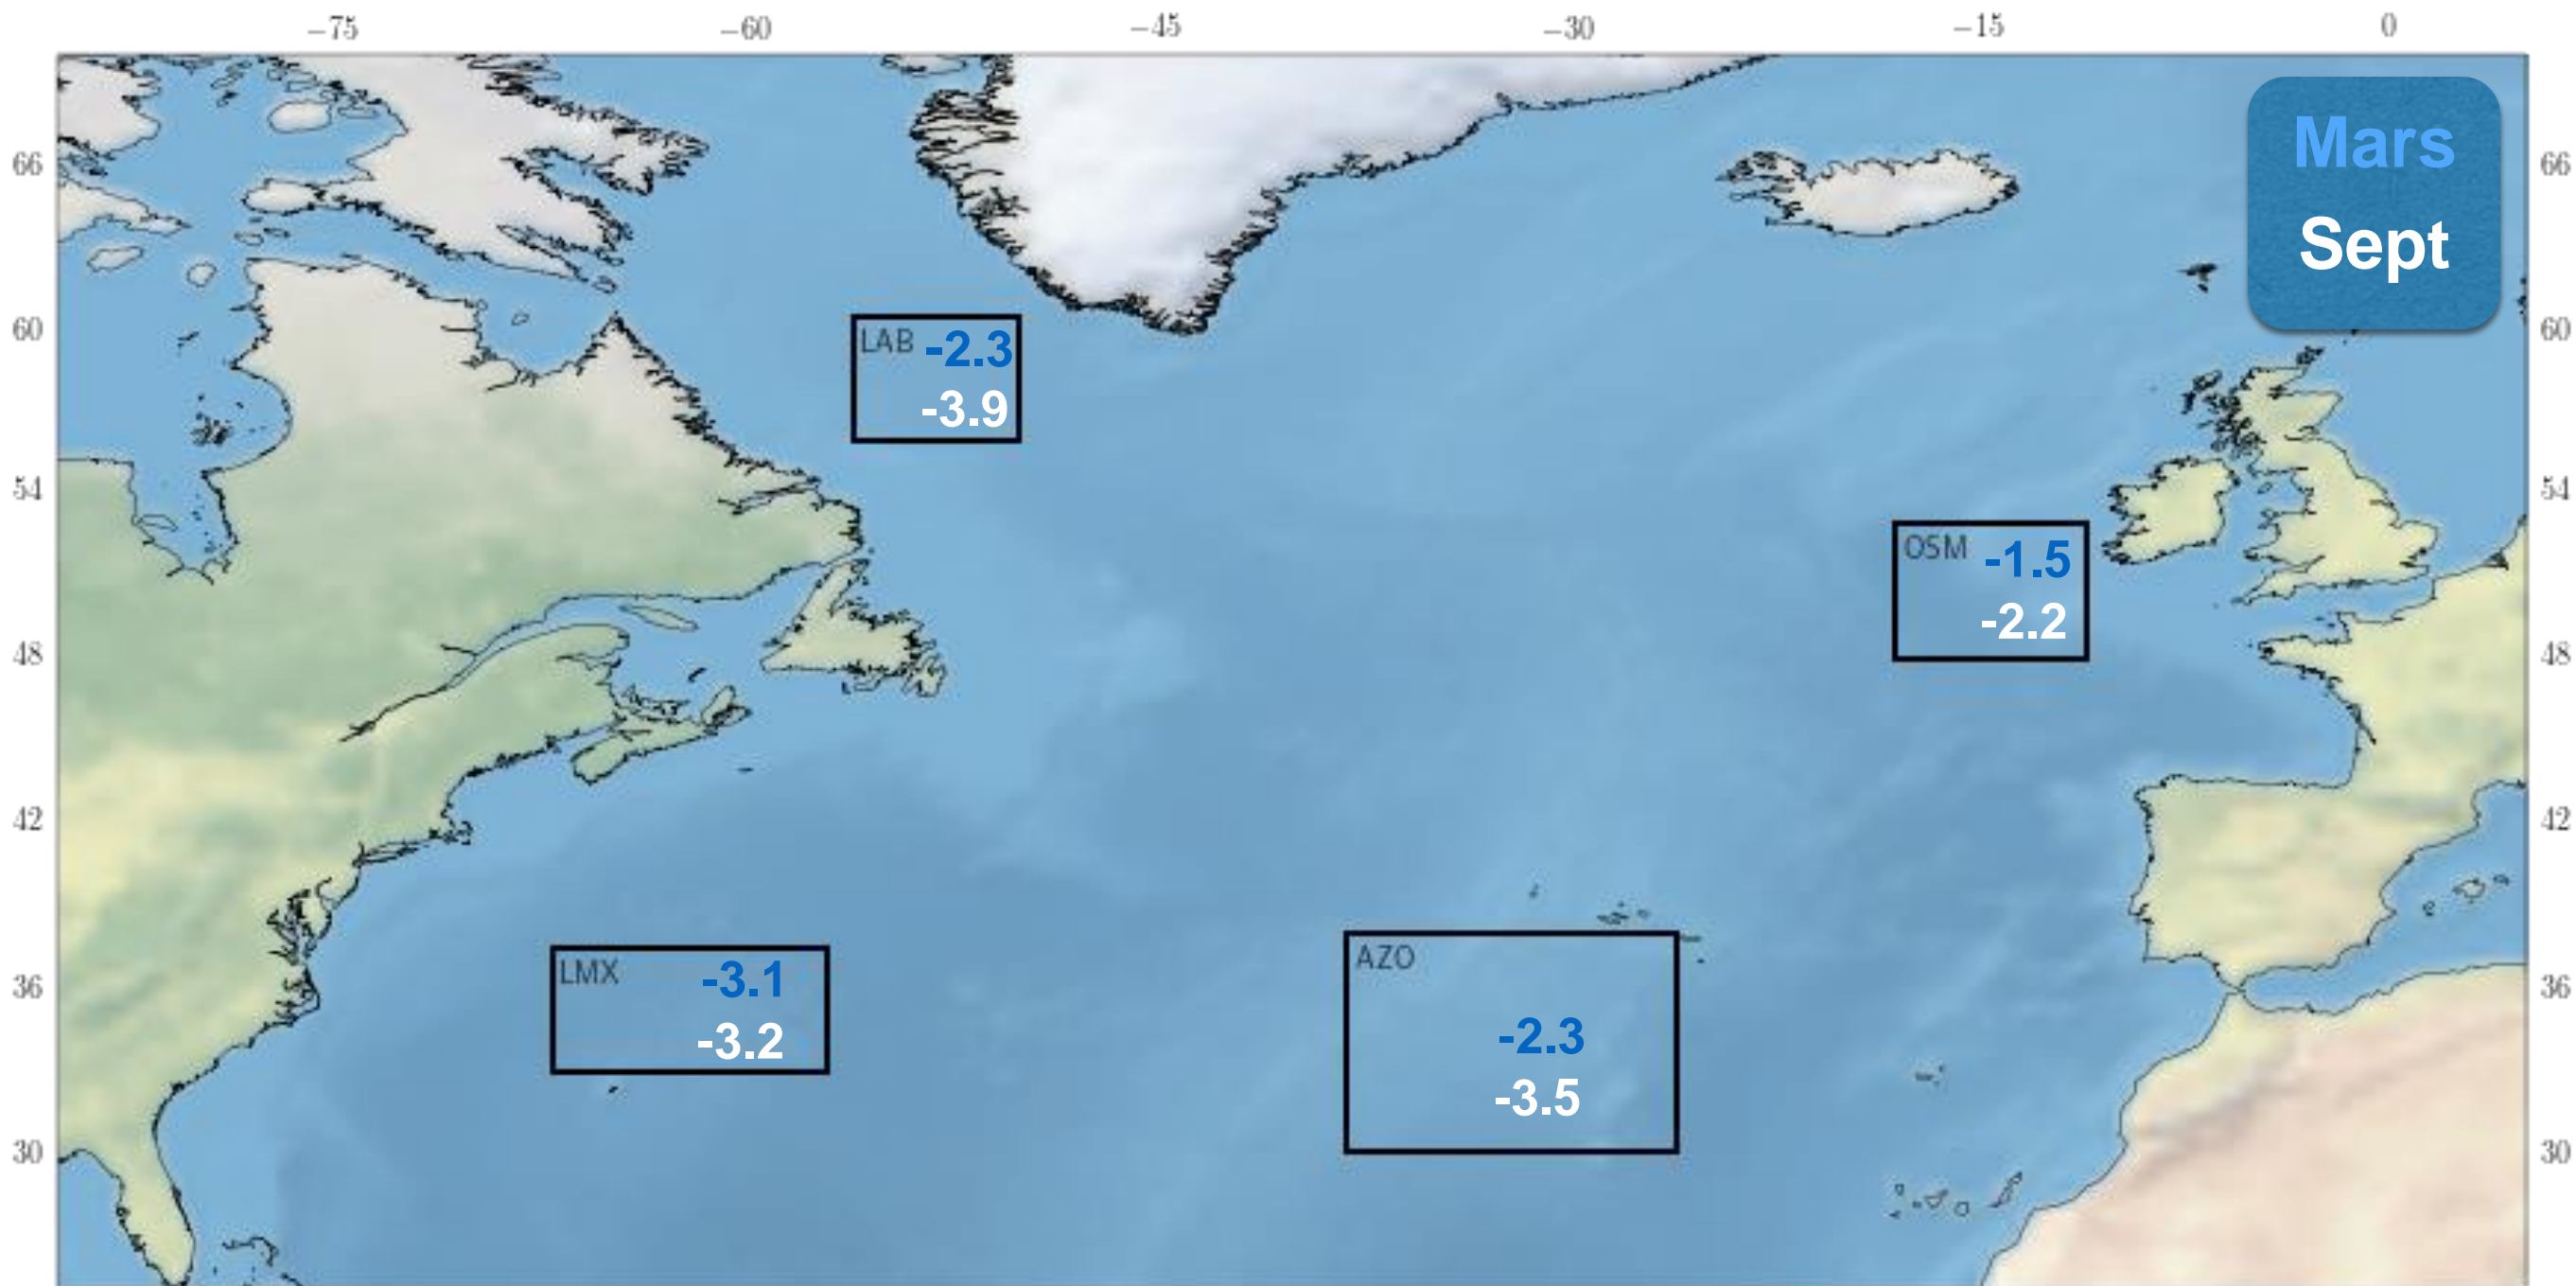 −75 −60 −45 −30 −15 0
Mars
Sept
66 66
60 60
LAB -2.3
-3.9
54 54
OSM -1.5
-2.2
48 48
42 42
LMX -3.1
-3.2
AZO
-2.3
-3.5
36 36
30 30